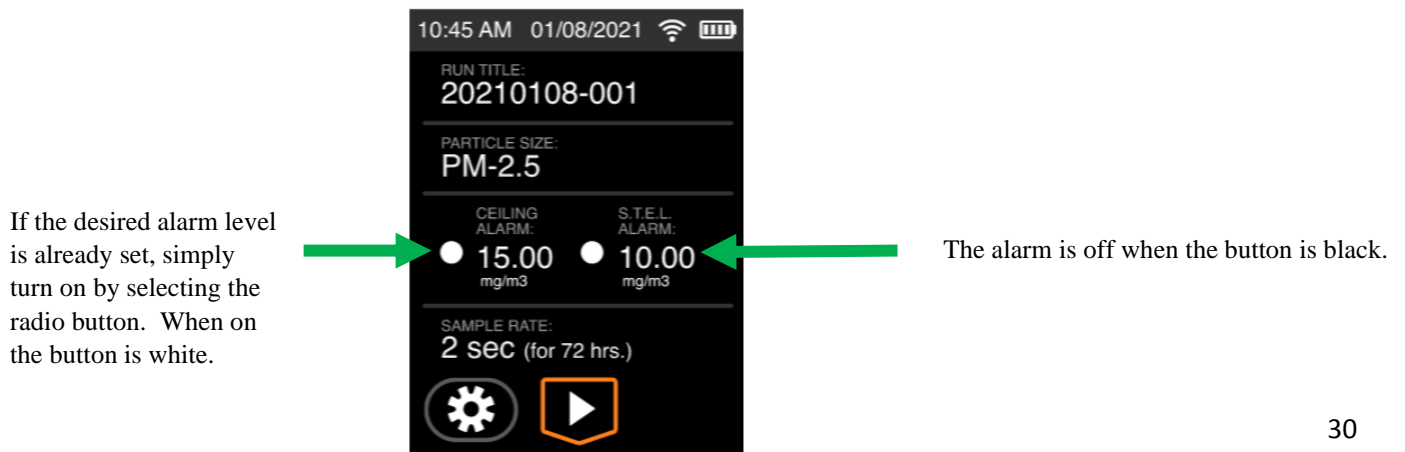 10:45 AM 01/08/2021
RUN TITLE:
20210108-001
PARTICLE SIZE:
PM-2.5
If the desired alarm level
is already set, simply
turn on by selecting the
radio button. When on
the button is white.
CEILING
ALARM:
15.00
mg/m3
S.T.E.L.
ALARM:
10.00
mg/m3
The alarm is off when the button is black.
SAMPLE RATE:
2 sec (for 72 hrs.)
30